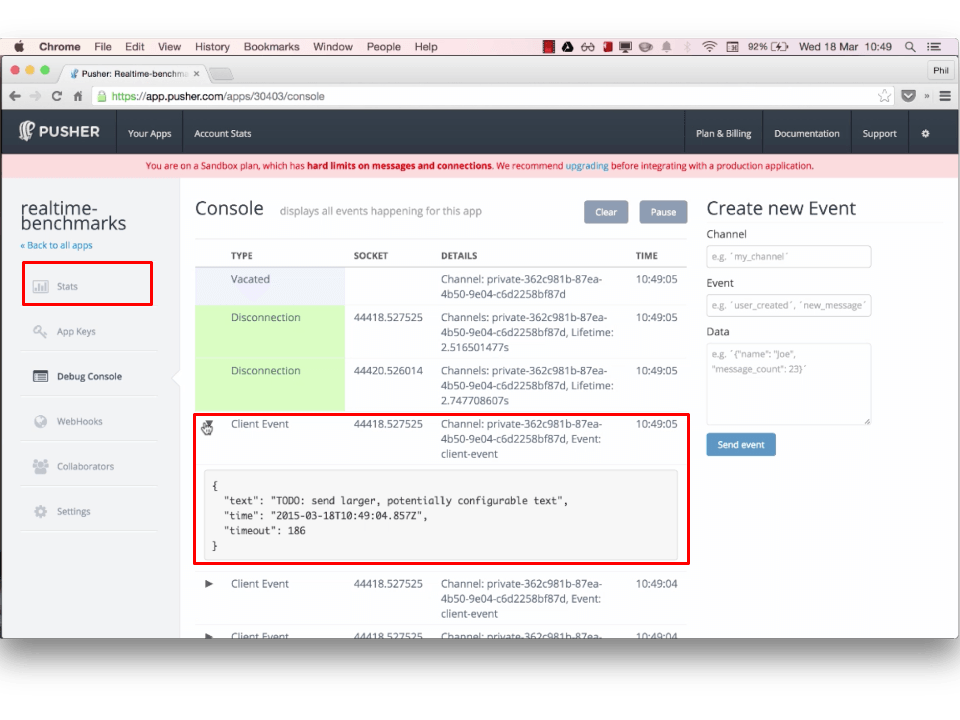 Chrome File Edit View History Bookmarks Window People Help 92% Wed 18 Mar 10:49
Pusher: Realtime-benchma Phil
https://app.pusher.com/apps/30403/console
PUSHER Your Apps Account Stats Plan & Billing Documentation Support
You are on a Sandbox plan, which has hard limits on messages and connections. We recommend upgrading before integrating with a production application.
realtime-
benchmarks
« Back to all apps
Stats
App Keys
Debug Console
WebHooks
Collaborators
Settings
Console displays all events happening for this app Clear Pause
TYPE SOCKET DETAILS TIME
Vacated Channel: private-362c981b-87ea- 10:49:05
4b50-9e04-c6d2258bf87d
Disconnection 44418.527525 Channels: private-362c981b-87ea- 10:49:05
4b50-9e04-c6d2258bf87d, Lifetime:
2.516501477s
Disconnection 44420.526014 Channels: private-362c981b-87ea- 10:49:05
4b50-9e04-c6d2258bf87d, Lifetime:
2.747708607s
Client Event 44418.527525 Channel: private-362c981b-87ea- 10:49:05
4b50-9e04-c6d2258bf87d, Event:
client-event
{
"text": "TODO: send larger, potentially configurable text",
"time": "2015-03-18T10:49:04.857Z",
"timeout": 186
}
Client Event 44418.527525 Channel: private-362c981b-87ea- 10:49:04
4b50-9e04-c6d2258bf87d, Event:
client-event
Client Event 44418.527525 Channel: private-362c981b-87ea- 10:49:04
Create new Event
Channel
e.g. `my_channel`
Event
e.g. `user_created`, `new_message`
Data
e.g. `{"name": "Joe",
"message_count": 23}`
Send event